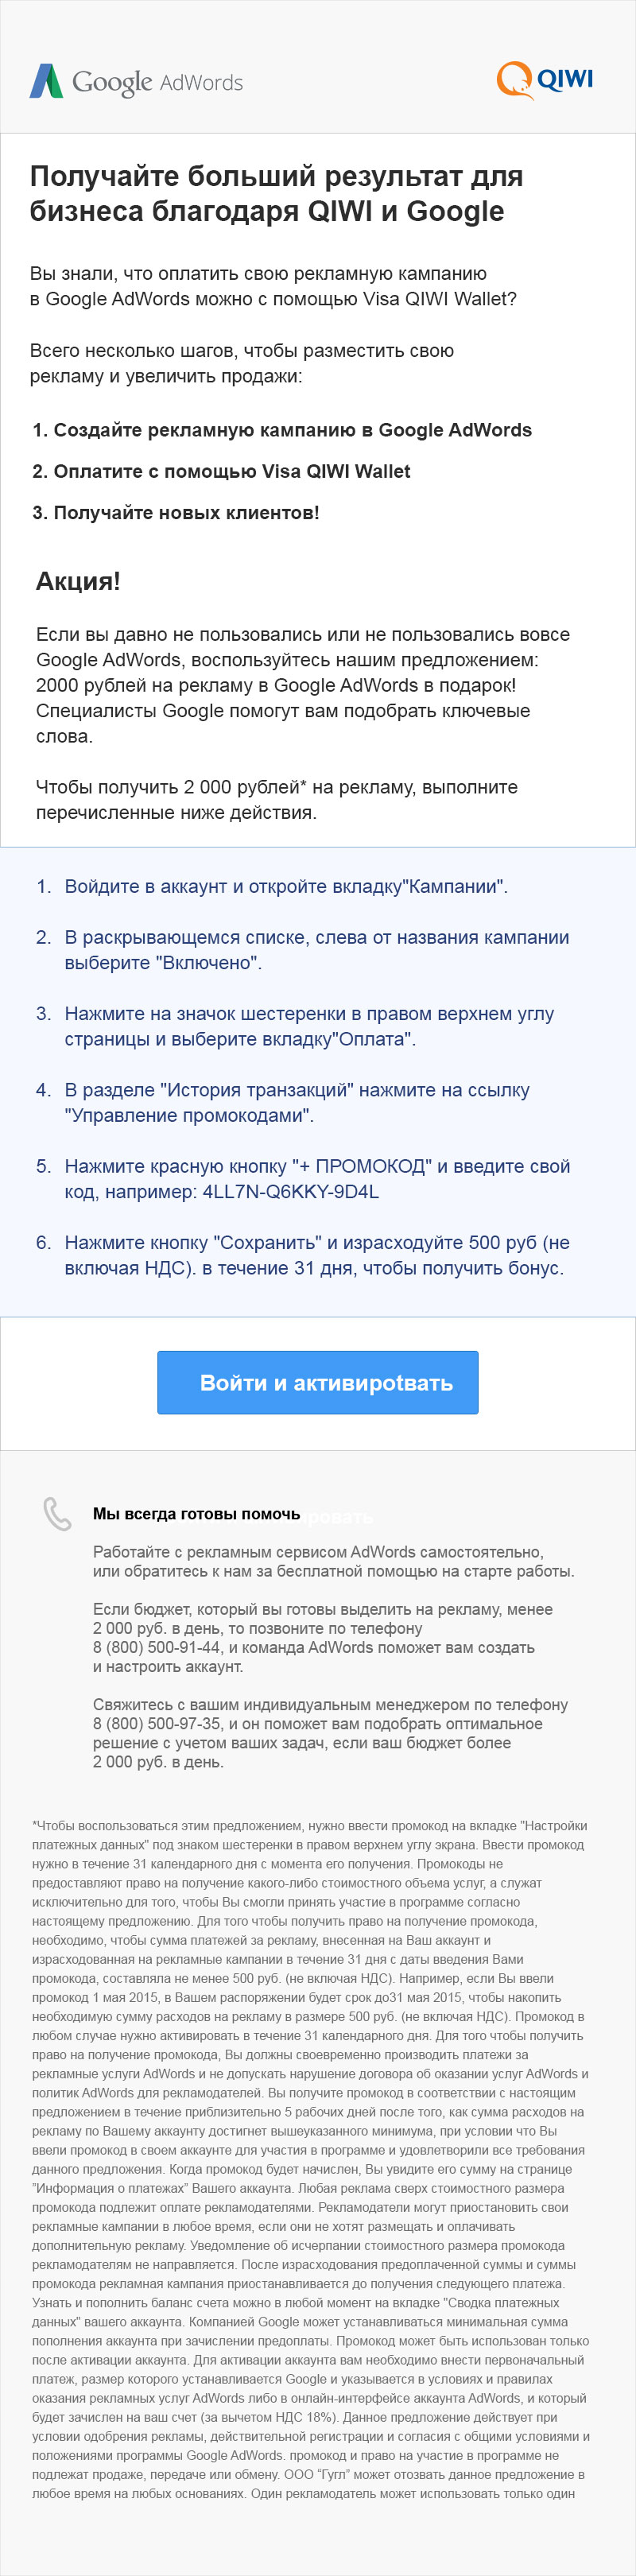 Google AdWords
QIWI
Получайте больший результат для
бизнеса благодаря QIWI и Google
Вы знали, что оплатить свою рекламную кампанию
в Google AdWords можно с помощью Visa QIWI Wallet?
Всего несколько шагов, чтобы разместить свою
рекламу и увеличить продажи:
1. Создайте рекламную кампанию в Google AdWords
2. Оплатите с помощью Visa QIWI Wallet
3. Получайте новых клиентов!
Акция!
Если вы давно не пользовались или не пользовались вовсе
Google AdWords, воспользуйтесь нашим предложением:
2000 рублей на рекламу в Google AdWords в подарок!
Специалисты Google помогут вам подобрать ключевые
слова.
Чтобы получить 2 000 рублей* на рекламу, выполните
перечисленные ниже действия.
1. Войдите в аккаунт и откройте вкладку"Кампании".
2. В раскрывающемся списке, слева от названия кампании
выберите "Включено".
3. Нажмите на значок шестеренки в правом верхнем углу
страницы и выберите вкладку"Оплата".
4. В разделе "История транзакций" нажмите на ссылку
"Управление промокодами".
5. Нажмите красную кнопку "+ ПРОМОКОД" и введите свой
код, например: 4LL7N-Q6KKY-9D4L
6. Нажмите кнопку "Сохранить" и израсходуйте 500 руб (не
включая НДС). в течение 31 дня, чтобы получить бонус.
Войти и активироtвать
Мы всегда готовы помочь
Работайте с рекламным сервисом AdWords самостоятельно,
или обратитесь к нам за бесплатной помощью на старте работы.
Если бюджет, который вы готовы выделить на рекламу, менее
2 000 руб. в день, то позвоните по телефону
8 (800) 500-91-44, и команда AdWords поможет вам создать
и настроить аккаунт.
Свяжитесь с вашим индивидуальным менеджером по телефону
8 (800) 500-97-35, и он поможет вам подобрать оптимальное
решение с учетом ваших задач, если ваш бюджет более
2 000 руб. в день.
*Чтобы воспользоваться этим предложением, нужно ввести промокод на вкладке "Настройки
платежных данных" под знаком шестеренки в правом верхнем углу экрана. Ввести промокод
нужно в течение 31 календарного дня с момента его получения. Промокоды не
предоставляют право на получение какого-либо стоимостного объема услуг, а служат
исключительно для того, чтобы Вы смогли принять участие в программе согласно
настоящему предложению. Для того чтобы получить право на получение промокода,
необходимо, чтобы сумма платежей за рекламу, внесенная на Ваш аккаунт и
израсходованная на рекламные кампании в течение 31 дня с даты введения Вами
промокода, составляла не менее 500 руб. (не включая НДС). Например, если Вы ввели
промокод 1 мая 2015, в Вашем распоряжении будет срок до31 мая 2015, чтобы накопить
необходимую сумму расходов на рекламу в размере 500 руб. (не включая НДС). Промокод в
любом случае нужно активировать в течение 31 календарного дня. Для того чтобы получить
право на получение промокода, Вы должны своевременно производить платежи за
рекламные услуги AdWords и не допускать нарушение договора об оказании услуг AdWords и
политик AdWords для рекламодателей. Вы получите промокод в соответствии с настоящим
предложением в течение приблизительно 5 рабочих дней после того, как сумма расходов на
рекламу по Вашему аккаунту достигнет вышеуказанного минимума, при условии что Вы
ввели промокод в своем аккаунте для участия в программе и удовлетворили все требования
данного предложения. Когда промокод будет начислен, Вы увидите его сумму на странице
"Информация о платежах" Вашего аккаунта. Любая реклама сверх стоимостного размера
промокода подлежит оплате рекламодателями. Рекламодатели могут приостановить свои
рекламные кампании в любое время, если они не хотят размещать и оплачивать
дополнительную рекламу. Уведомление об исчерпании стоимостного размера промокода
рекламодателям не направляется. После израсходования предоплаченной суммы и суммы
промокода рекламная кампания приостанавливается до получения следующего платежа.
Узнать и пополнить баланс счета можно в любой момент на вкладке "Сводка платежных
данных" вашего аккаунта. Компанией Google может устанавливаться минимальная сумма
пополнения аккаунта при зачислении предоплаты. Промокод может быть использован только
после активации аккаунта. Для активации аккаунта вам необходимо внести первоначальный
платеж, размер которого устанавливается Google и указывается в условиях и правилах
оказания рекламных услуг AdWords либо в онлайн-интерфейсе аккаунта AdWords, и который
будет зачислен на ваш счет (за вычетом НДС 18%). Данное предложение действует при
условии одобрения рекламы, действительной регистрации и согласия с общими условиями и
положениями программы Google AdWords. промокод и право на участие в программе не
подлежат продаже, передаче или обмену. ООО “Гугл” может отозвать данное предложение в
любое время на любых основаниях. Один рекламодатель может использовать только один